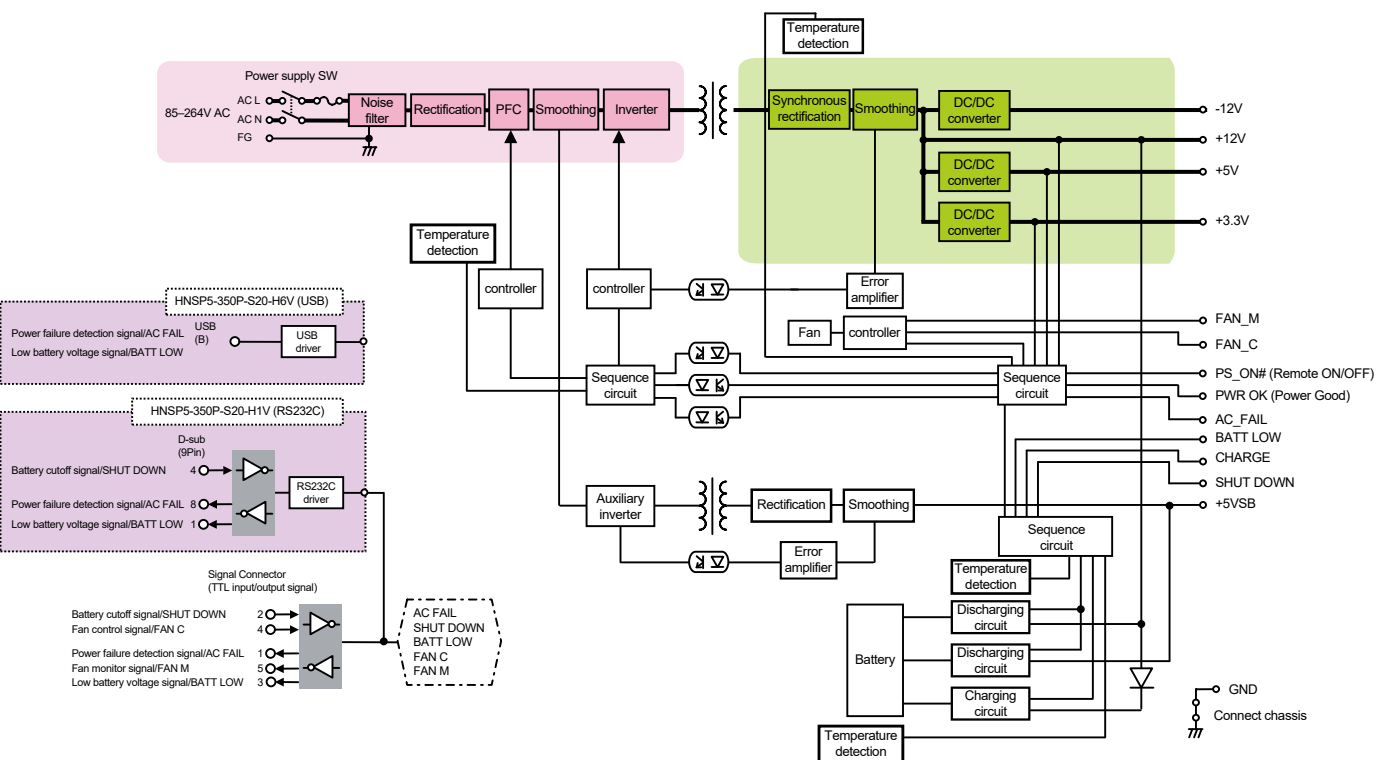 Temperature
detection
Power supply SW
85–264V AC
AC L
AC N
FG
Noise
filter
Rectification
PFC
Smoothing
Inverter
Synchronous
rectification
Smoothing
DC/DC
converter
DC/DC
converter
DC/DC
converter
-12V
+12V
+5V
+3.3V
Temperature
detection
controller
controller
Error
amplifier
Fan
controller
FAN_M
FAN_C
HNSP5-350P-S20-H6V (USB)
Power failure detection signal/AC FAIL
Low battery voltage signal/BATT LOW
USB
(B)
USB
driver
Sequence
circuit
Sequence
circuit
PS_ON# (Remote ON/OFF)
PWR OK (Power Good)
AC_FAIL
BATT LOW
CHARGE
SHUT DOWN
+5VSB
HNSP5-350P-S20-H1V (RS232C)
D-sub
(9Pin)
Battery cutoff signal/SHUT DOWN 4
Power failure detection signal/AC FAIL 8
Low battery voltage signal/BATT LOW 1
RS232C
driver
Auxiliary
inverter
Rectification
Smoothing
Error
amplifier
Sequence
circuit
Temperature
detection
Signal Connector
(TTL input/output signal)
Battery cutoff signal/SHUT DOWN 2
Fan control signal/FAN C 4
Power failure detection signal/AC FAIL 1
Fan monitor signal/FAN M 5
Low battery voltage signal/BATT LOW 3
AC FAIL
SHUT DOWN
BATT LOW
FAN C
FAN M
Battery
Discharging
circuit
Discharging
circuit
Charging
circuit
Temperature
detection
GND
Connect chassis